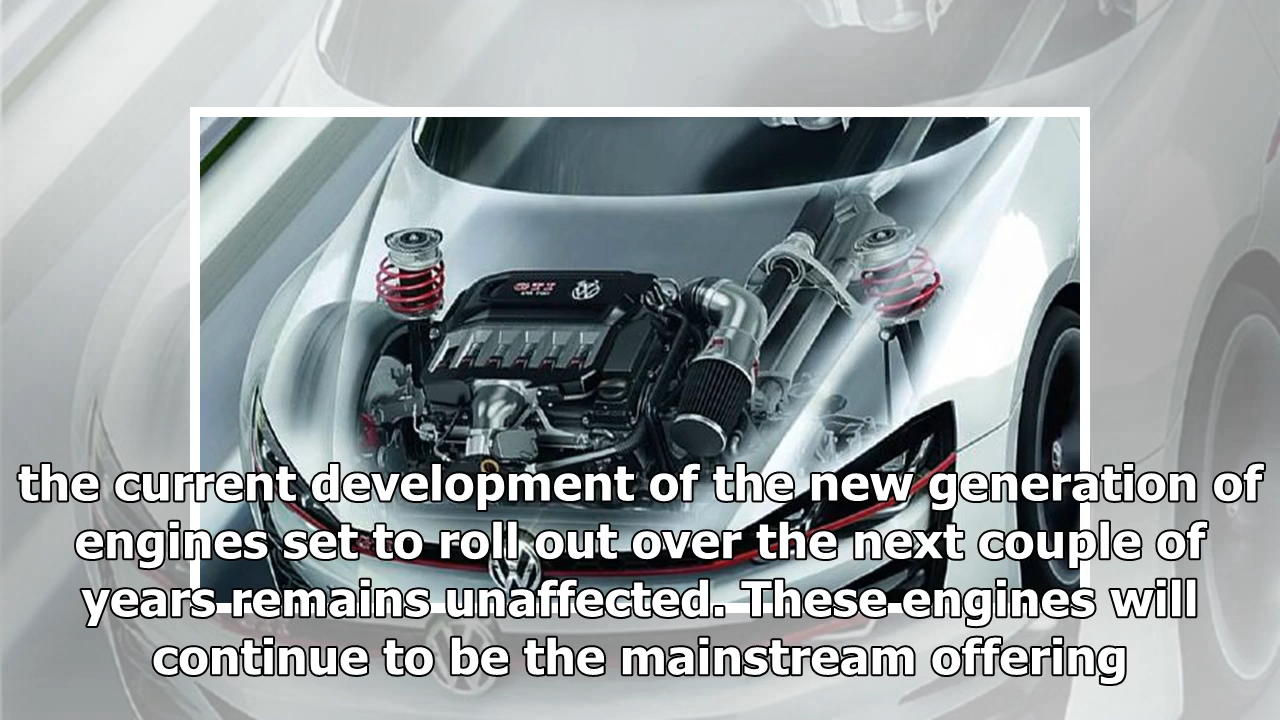 GTI
the current development of the new generation of
engines set to roll out over the next couple of
years remains unaffected. These engines will
continue to be the mainstream offering